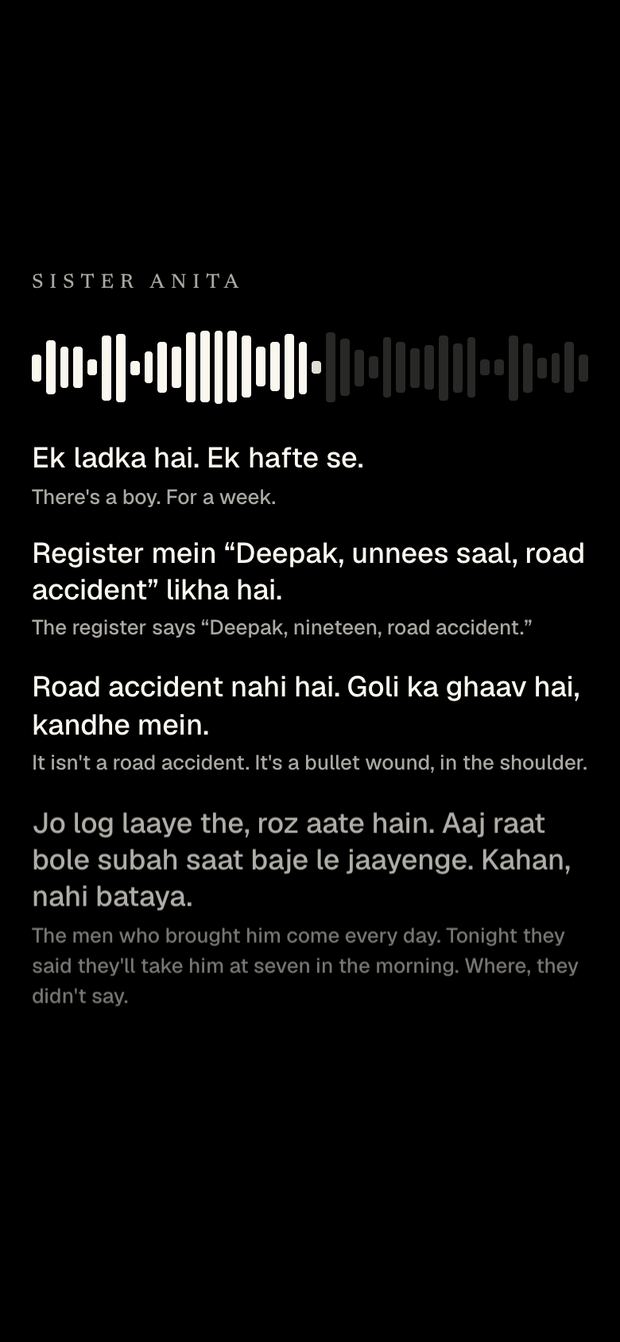 SISTER ANITA
Ek ladka hai. Ek hafte se.
There's a boy. For a week.
Register mein “Deepak, unnees saal, road
accident” likha hai.
The register says “Deepak, nineteen, road accident.”
Road accident nahi hai. Goli ka ghaav hai,
kandhe mein.
It isn't a road accident. It's a bullet wound, in the shoulder.
Jo log laaye the, roz aate hain. Aaj raat
bole subah saat baje le jaayenge. Kahan,
nahi bataya.
The men who brought him come every day. Tonight they
said they'll take him at seven in the morning. Where, they
didn't say.